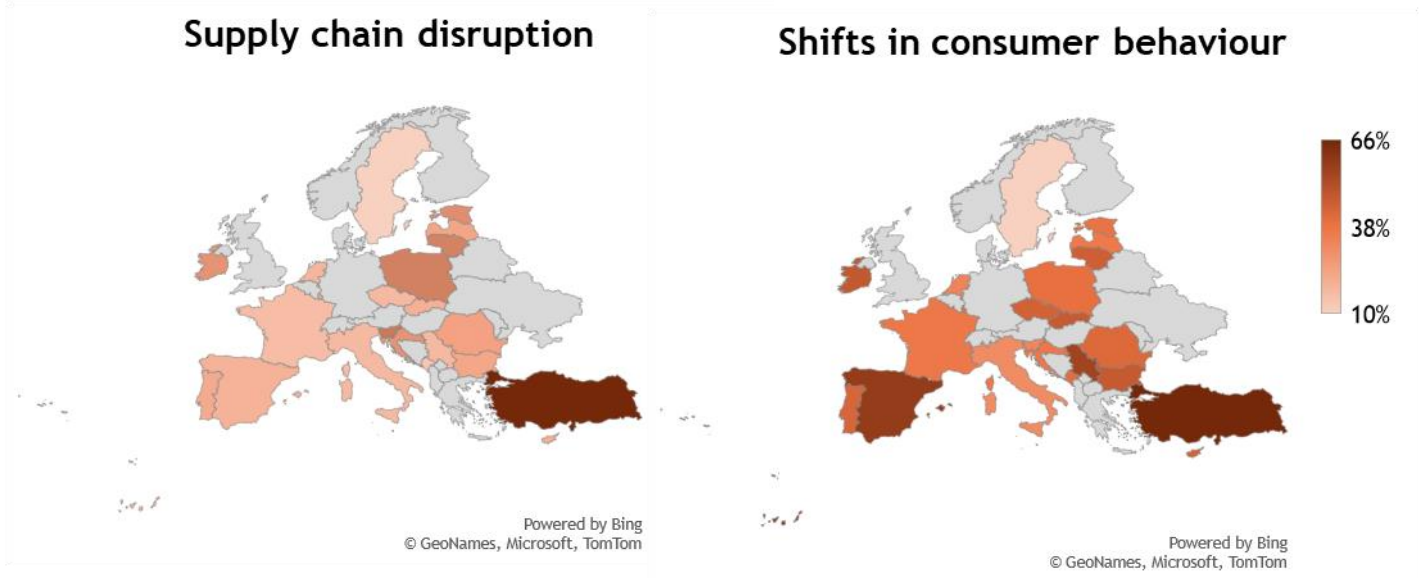 Supply chain disruption
Powered by Bing
© GeoNames, Microsoft, TomTom
Shifts in consumer behaviour
66%
38%
10%
Powered by Bing
© GeoNames, Microsoft, TomTom